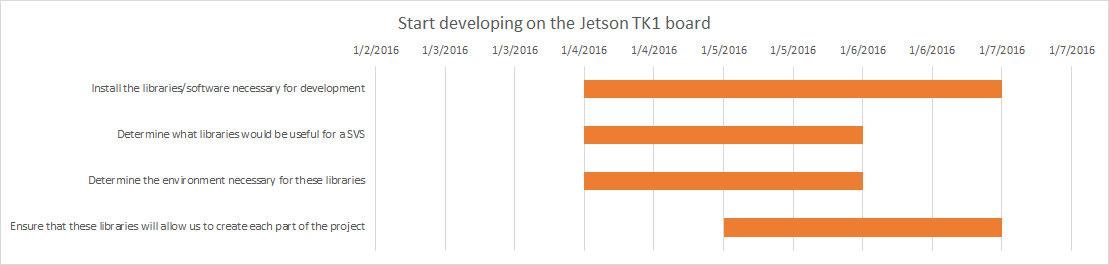 Start developing on the Jetson TK1 board
1/2/2016 1/3/2016 1/3/2016 1/4/2016 1/4/2016 1/5/2016 1/5/2016 1/6/2016 1/6/2016 1/7/2016 1/7/2016
Install the libraries/software necessary for development
Determine what libraries would be useful for a SVS
Determine the environment necessary for these libraries
Ensure that these libraries will allow us to create each part of the project